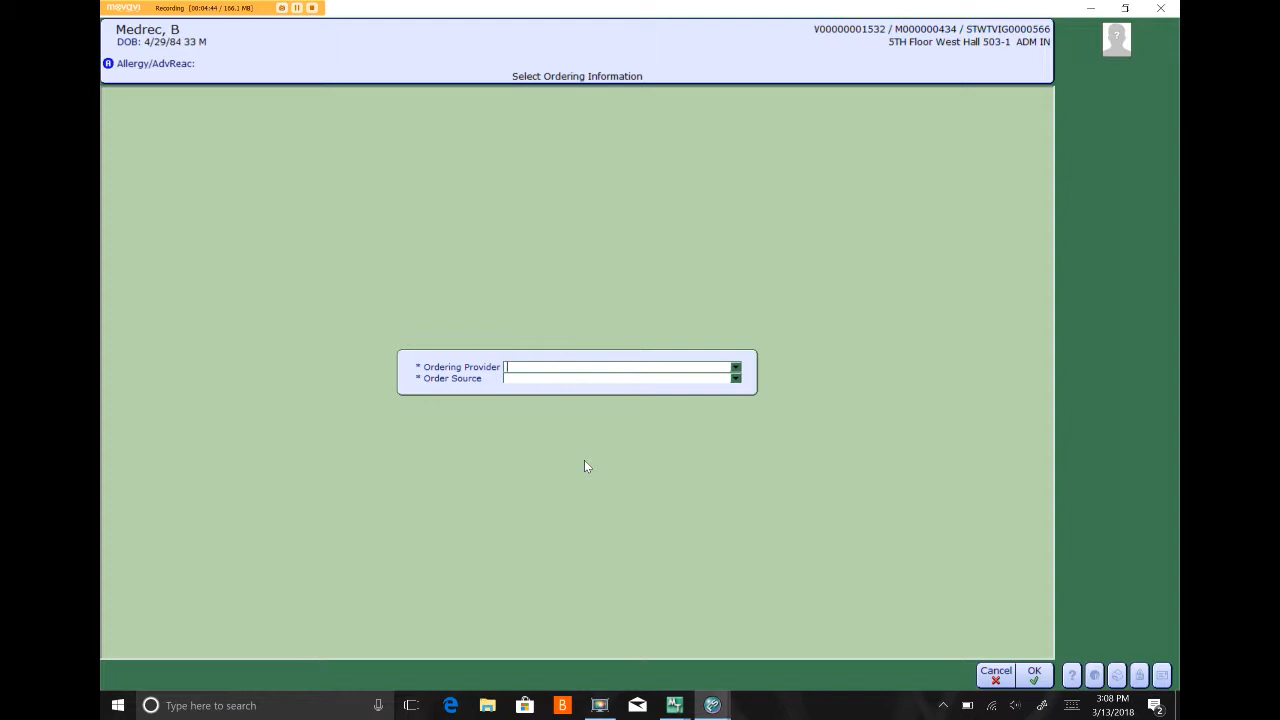 movavi Recording [00:04:44 / 166.1 MB]
Medrec, B
DOB: 4/29/84 33 M
V00000001532 / M000000434 / STWTVIG0000566
5TH Floor West Hall 503-1 ADM IN
A Allergy/AdvReac:
Select Ordering Information
* Ordering Provider
* Order Source
Cancel
OK
?
Type here to search
3:08 PM
3/13/2018
2